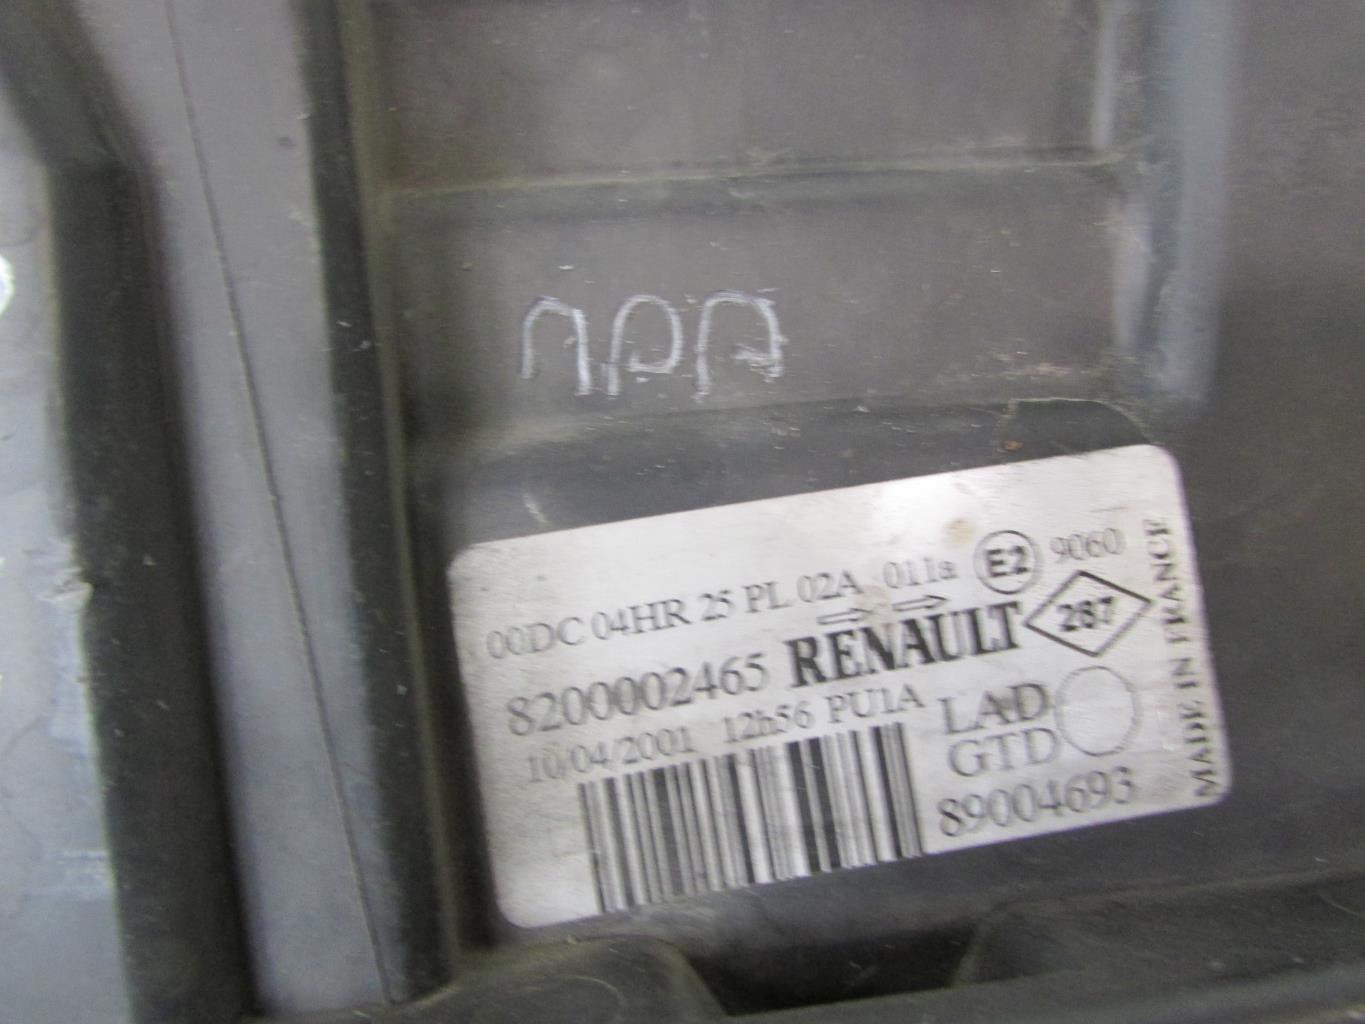 00DC 04HR 25 PL 02A 011a E2 9060
8200002465 RENAULT 287
10/04/2001 12h56 PU1A LAD
GTD
89004693
MADE IN FRANCE